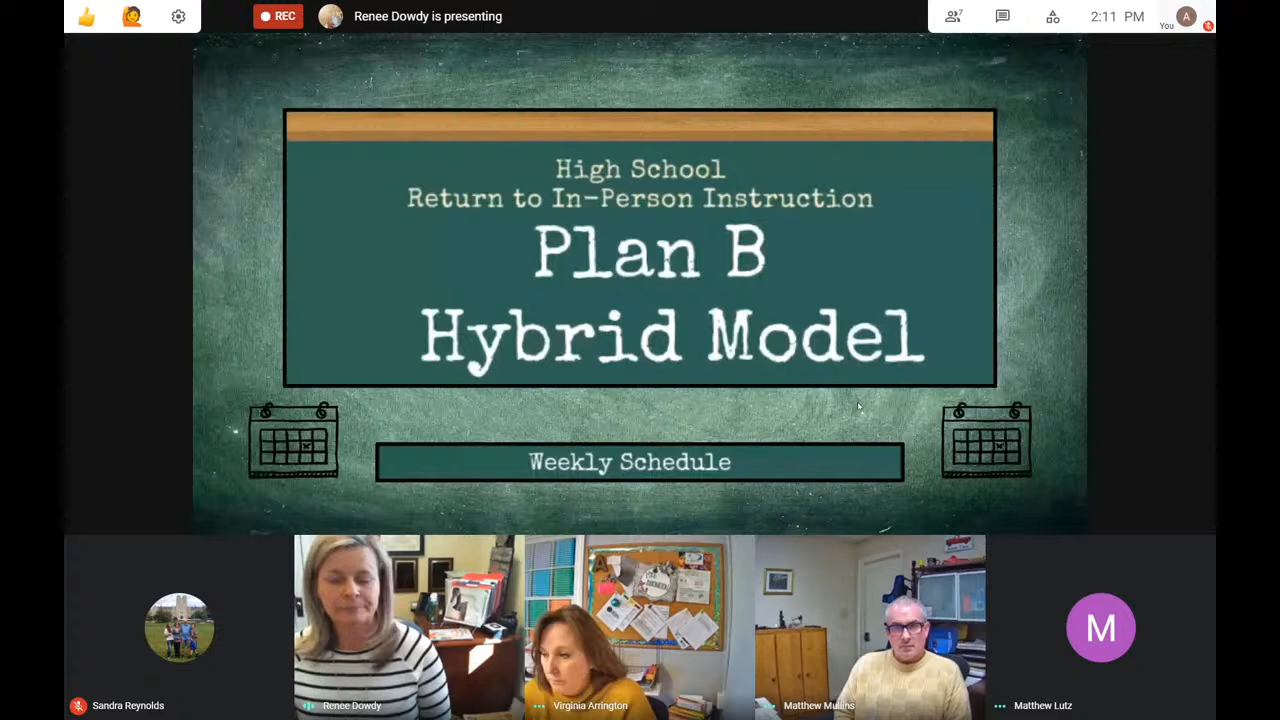 REC
Renee Dowdy is presenting
7
2:11 PM
You
A
High School
Return to In-Person Instruction
Plan B
Hybrid Model
Weekly Schedule
M
Sandra Reynolds
Renee Dowdy
Virginia Arrington
Matthew Mullins
Matthew Lutz